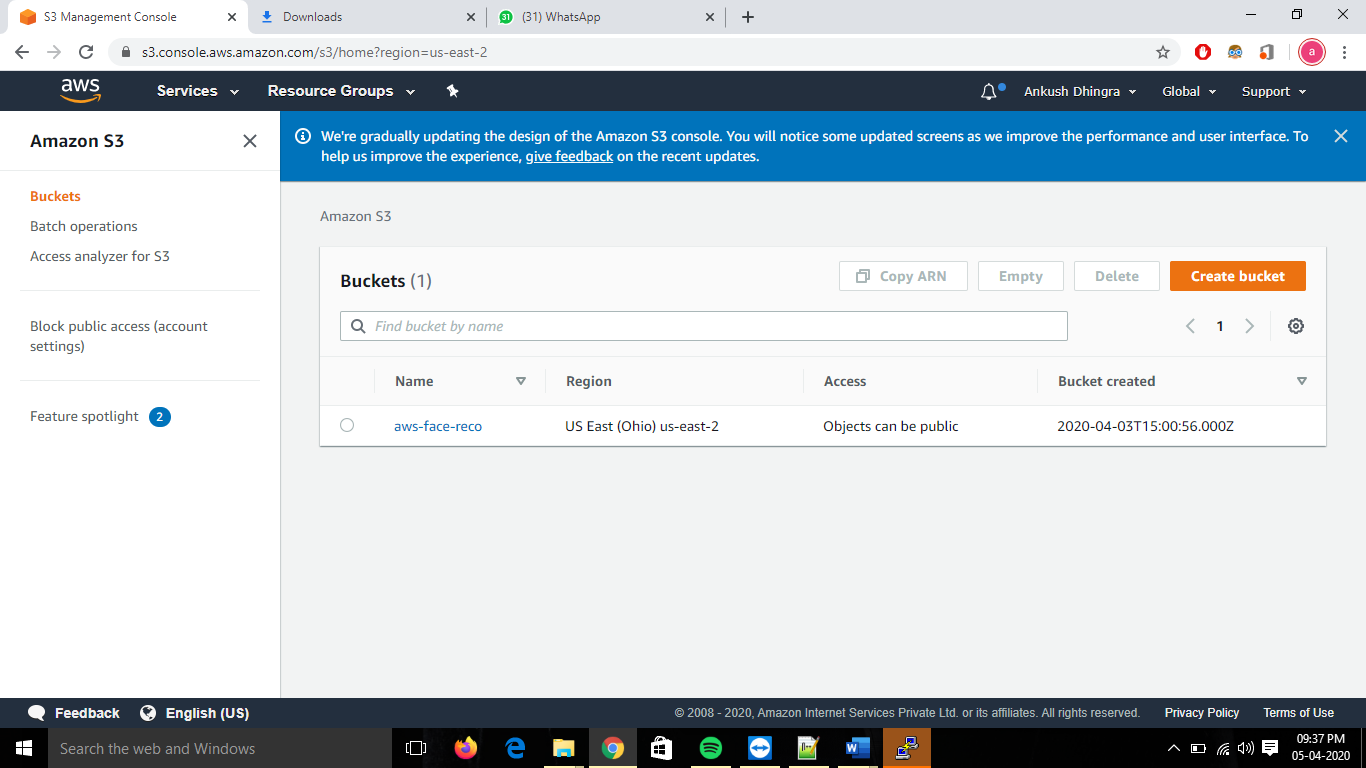 S3 Management Console
Downloads
(31) WhatsApp
s3.console.aws.amazon.com/s3/home?region=us-east-2
a
aws
Services
Resource Groups
Ankush Dhingra
Global
Support
Amazon S3
We're gradually updating the design of the Amazon S3 console. You will notice some updated screens as we improve the performance and user interface. To
help us improve the experience, give feedback on the recent updates.
Buckets
Batch operations
Access analyzer for S3
Block public access (account
settings)
Feature spotlight 2
Amazon S3
Buckets (1)
Copy ARN
Empty
Delete
Create bucket
Find bucket by name
1
Name
Region
Access
Bucket created
aws-face-reco
US East (Ohio) us-east-2
Objects can be public
2020-04-03T15:00:56.000Z
Feedback
English (US)
© 2008 - 2020, Amazon Internet Services Private Ltd. or its affiliates. All rights reserved.
Privacy Policy
Terms of Use
Search the web and Windows
09:37 PM
05-04-2020